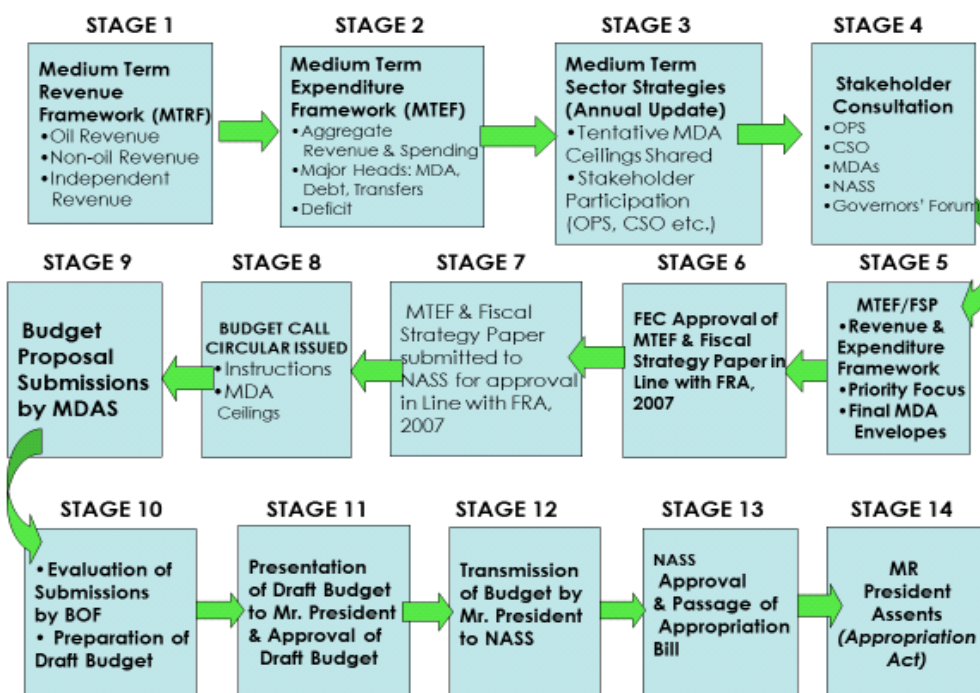 STAGE 1
Medium Term
Revenue
Framework (MTRF)
•Oil Revenue
•Non-oil Revenue
•Independent
Revenue
STAGE 2
Medium Term
Expenditure
Framework (MTEF)
•Aggregate
Revenue & Spending
•Major Heads: MDA,
Debt, Transfers
•Deficit
STAGE 3
Medium Term
Sector Strategies
(Annual Update)
•Tentative MDA
Ceilings Shared
•Stakeholder
Participation
(OPS, CSO etc.)
STAGE 4
Stakeholder
Consultation
•OPS
•CSO
•MDAs
•NASS
•Governors' Forum
STAGE 5
MTEF/FSP
•Revenue &
Expenditure
Framework
•Priority Focus
•Final MDA
Envelopes
STAGE 6
FEC Approval of
MTEF & Fiscal
Strategy Paper in
Line with FRA,
2007
STAGE 7
MTEF & Fiscal
Strategy Paper
submitted to
NASS for approval
in Line with FRA,
2007
STAGE 8
BUDGET CALL
CIRCULAR ISSUED
•Instructions
•MDA
Ceilings
STAGE 9
Budget
Proposal
Submissions
by MDAS
STAGE 10
•Evaluation of
Submissions
by BOF
• Preparation of
Draft Budget
STAGE 11
Presentation
of Draft Budget
to Mr. President
& Approval of
Draft Budget
STAGE 12
Transmission
of Budget by
Mr. President
to NASS
STAGE 13
NASS
Approval
& Passage of
Appropriation
Bill
STAGE 14
MR
President
Assents
(Appropriation
Act)